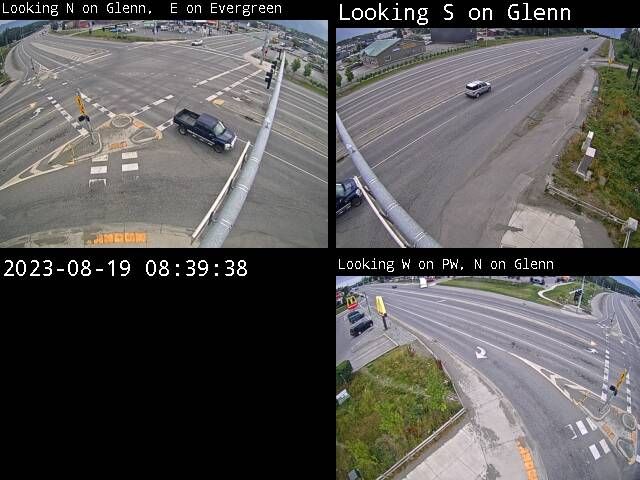 Looking N on Glenn,  E on Evergreen
Looking S on Glenn
2023-08-19 08:39:38
Looking W on PW, N on Glenn